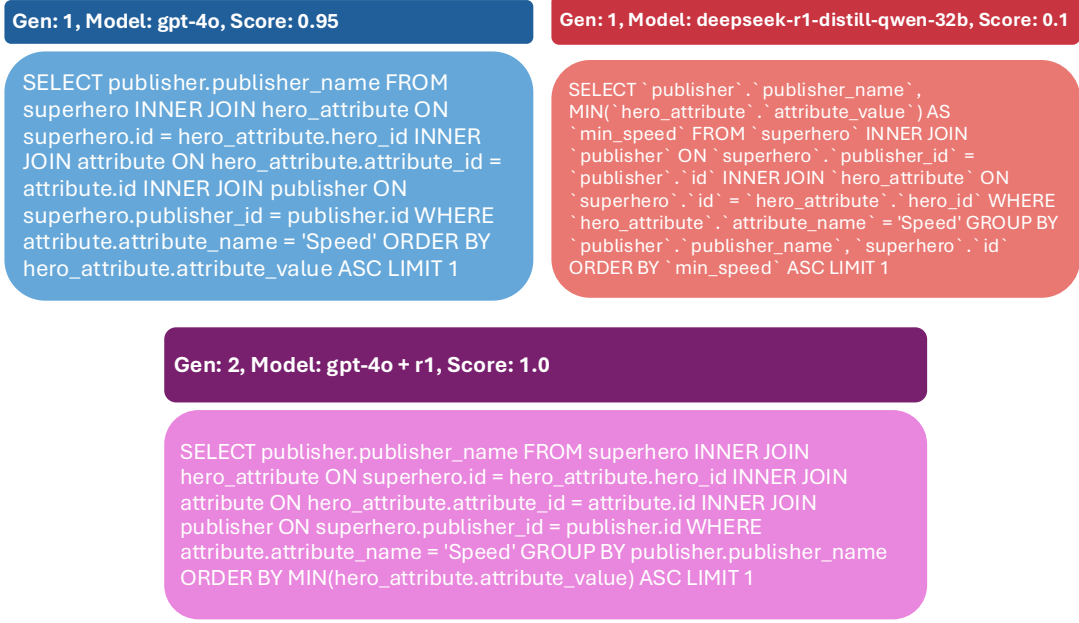 Gen: 1, Model: gpt-4o, Score: 0.95
SELECT publisher.publisher_name FROM
superhero INNER JOIN hero_attribute ON
superhero.id = hero_attribute.hero_id INNER
JOIN attribute ON hero_attribute.attribute_id =
attribute.id INNER JOIN publisher ON
superhero.publisher_id = publisher.id WHERE
attribute.attribute_name = 'Speed' ORDER BY
hero_attribute.attribute_value ASC LIMIT 1
Gen: 1, Model: deepseek-r1-distill-qwen-32b, Score: 0.1
SELECT `publisher`.`publisher_name`,
MIN(`hero_attribute`.`attribute_value`) AS
`min_speed` FROM `superhero` INNER JOIN
`publisher` ON `superhero`.`publisher_id` =
`publisher`.`id` INNER JOIN `hero_attribute` ON
`superhero`.`id` = `hero_attribute`.`hero_id` WHERE
`hero_attribute`.`attribute_name` = 'Speed' GROUP BY
`publisher`.`publisher_name`, `superhero`.`id`
ORDER BY `min_speed` ASC LIMIT 1
Gen: 2, Model: gpt-4o + r1, Score: 1.0
SELECT publisher.publisher_name FROM superhero INNER JOIN
hero_attribute ON superhero.id = hero_attribute.hero_id INNER JOIN
attribute ON hero_attribute.attribute_id = attribute.id INNER JOIN
publisher ON superhero.publisher_id = publisher.id WHERE
attribute.attribute_name = 'Speed' GROUP BY publisher.publisher_name
ORDER BY MIN(hero_attribute.attribute_value) ASC LIMIT 1